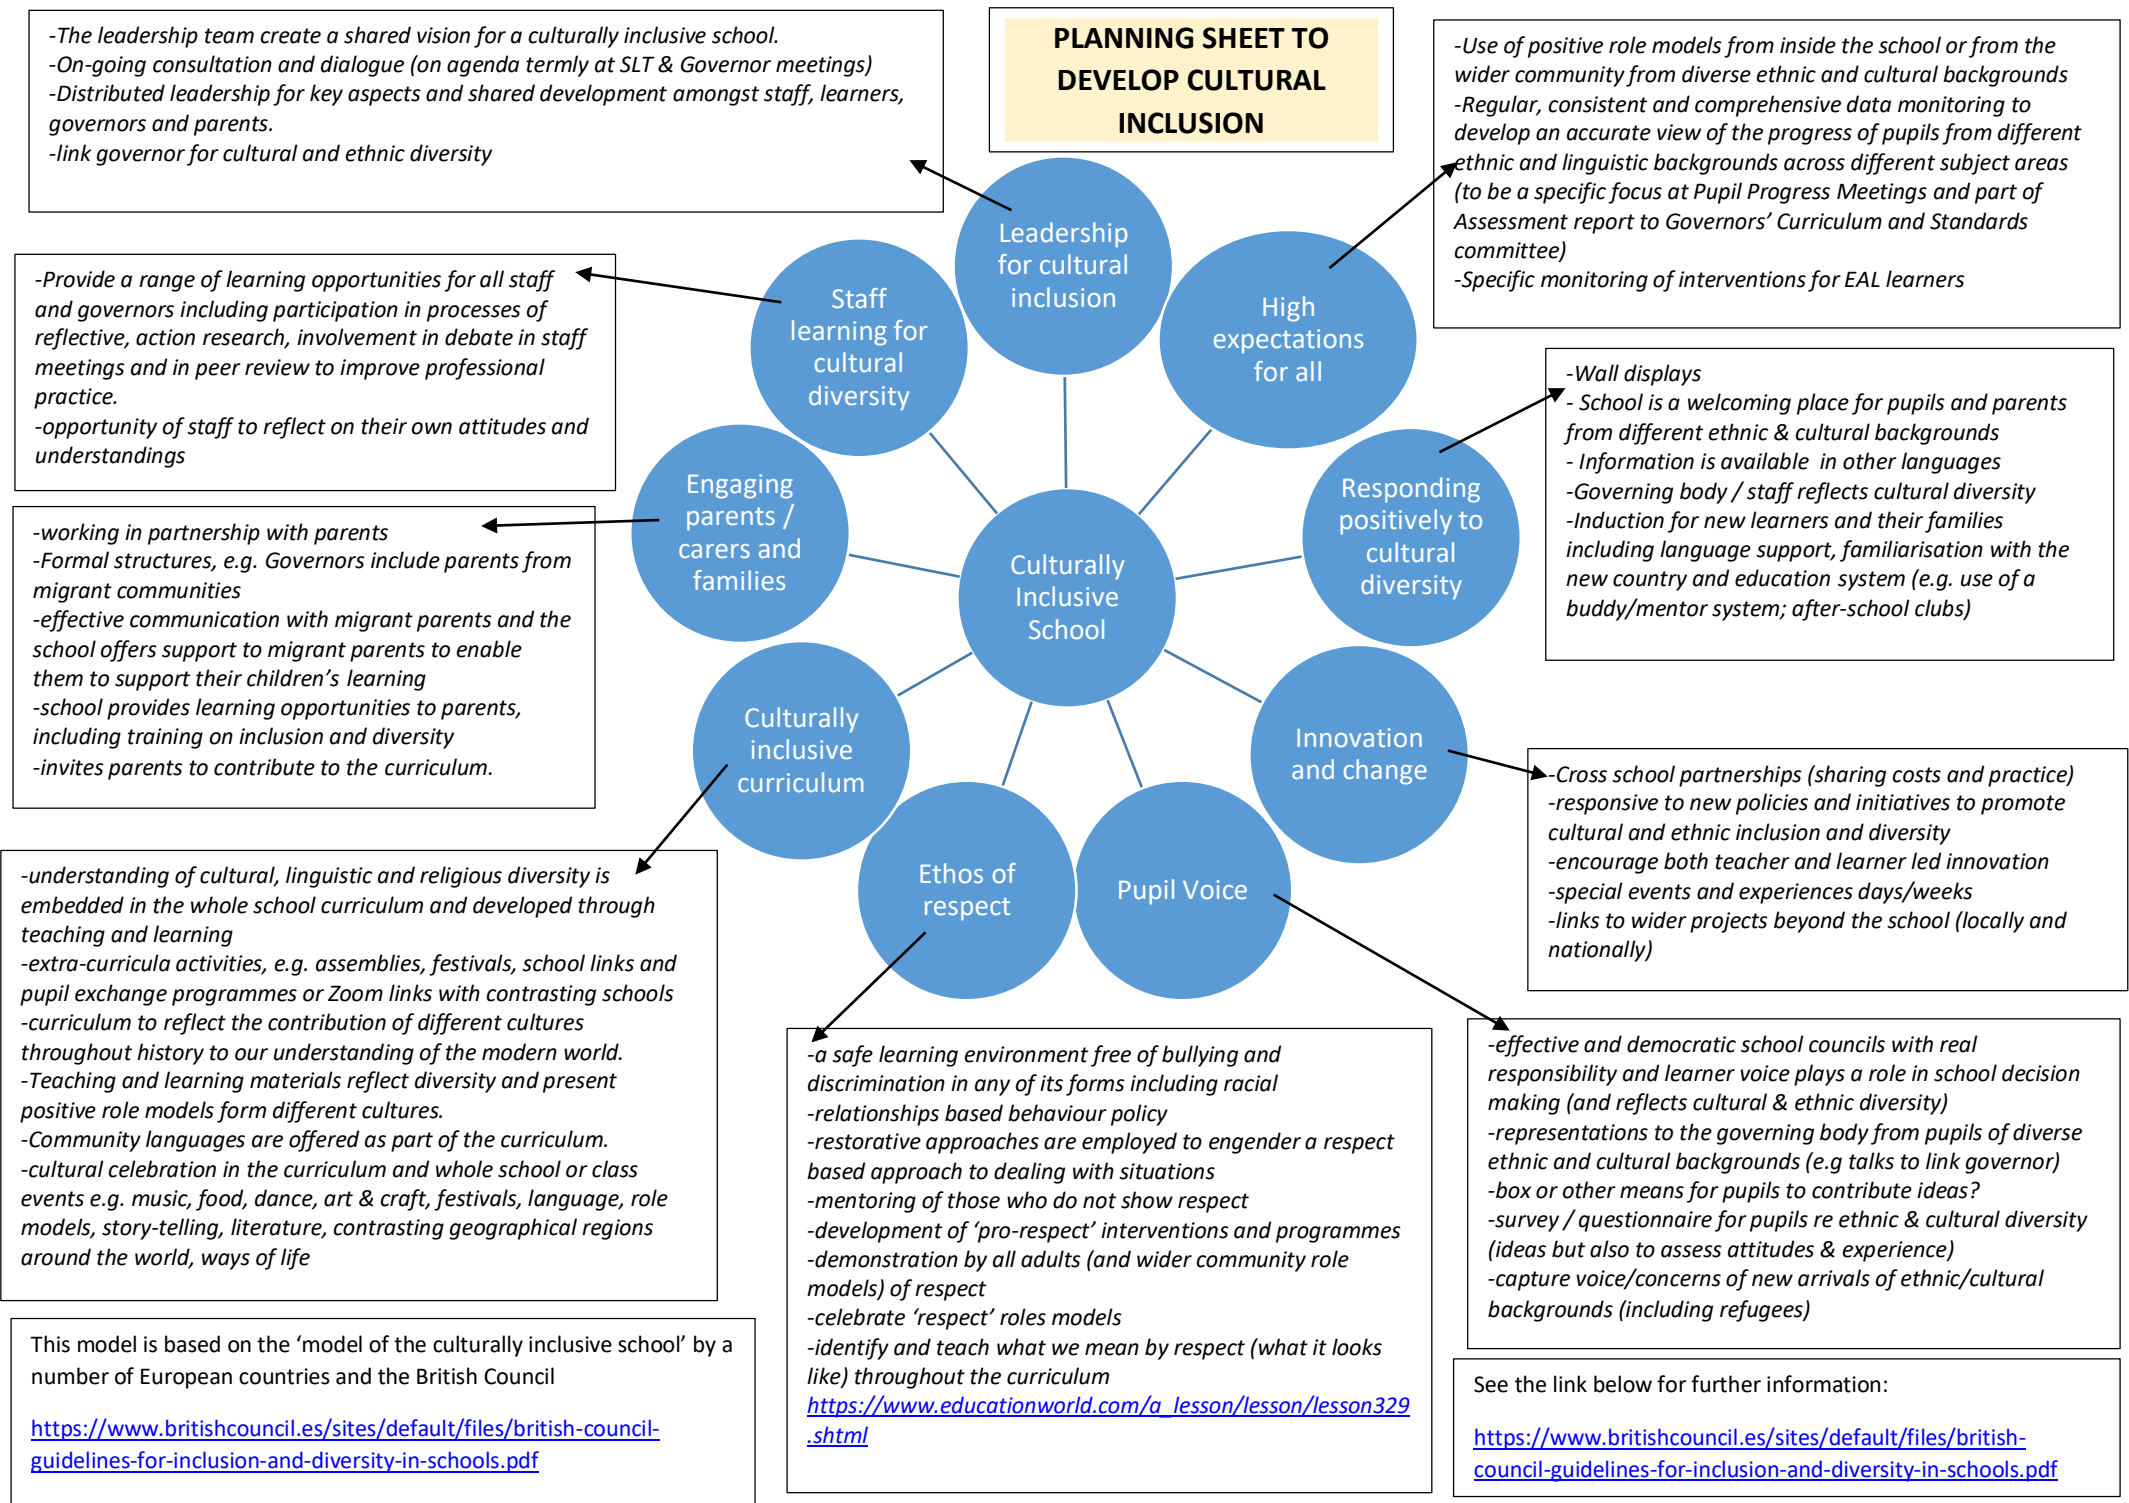 PLANNING SHEET TO
DEVELOP CULTURAL
INCLUSION
-The leadership team create a shared vision for a culturally inclusive school.
-On-going consultation and dialogue (on agenda termly at SLT & Governor meetings)
-Distributed leadership for key aspects and shared development amongst staff, learners,
governors and parents.
-link governor for cultural and ethnic diversity
-Use of positive role models from inside the school or from the
wider community from diverse ethnic and cultural backgrounds
-Regular, consistent and comprehensive data monitoring to
develop an accurate view of the progress of pupils from different
ethnic and linguistic backgrounds across different subject areas
(to be a specific focus at Pupil Progress Meetings and part of
Assessment report to Governors' Curriculum and Standards
committee)
-Specific monitoring of interventions for EAL learners
-Provide a range of learning opportunities for all staff
and governors including participation in processes of
reflective, action research, involvement in debate in staff
meetings and in peer review to improve professional
practice.
-opportunity of staff to reflect on their own attitudes and
understandings
Leadership
for cultural
inclusion
Staff
learning for
cultural
diversity
High
expectations
for all
-Wall displays
- School is a welcoming place for pupils and parents
from different ethnic & cultural backgrounds
- Information is available in other languages
-Governing body / staff reflects cultural diversity
-Induction for new learners and their families
including language support, familiarisation with the
new country and education system (e.g. use of a
buddy/mentor system; after-school clubs)
-working in partnership with parents
-Formal structures, e.g. Governors include parents from
migrant communities
-effective communication with migrant parents and the
school offers support to migrant parents to enable
them to support their children's learning
-school provides learning opportunities to parents,
including training on inclusion and diversity
-invites parents to contribute to the curriculum.
Engaging
parents /
carers and
families
Responding
positively to
cultural
diversity
Culturally
Inclusive
School
Culturally
inclusive
curriculum
Innovation
and change
-Cross school partnerships (sharing costs and practice)
-responsive to new policies and initiatives to promote
cultural and ethnic inclusion and diversity
-encourage both teacher and learner led innovation
-special events and experiences days/weeks
-links to wider projects beyond the school (locally and
nationally)
Ethos of
respect
Pupil Voice
-understanding of cultural, linguistic and religious diversity is
embedded in the whole school curriculum and developed through
teaching and learning
-extra-curricula activities, e.g. assemblies, festivals, school links and
pupil exchange programmes or Zoom links with contrasting schools
-curriculum to reflect the contribution of different cultures
throughout history to our understanding of the modern world.
-Teaching and learning materials reflect diversity and present
positive role models form different cultures.
-Community languages are offered as part of the curriculum.
-cultural celebration in the curriculum and whole school or class
events e.g. music, food, dance, art & craft, festivals, language, role
models, story-telling, literature, contrasting geographical regions
around the world, ways of life
-a safe learning environment free of bullying and
discrimination in any of its forms including racial
-relationships based behaviour policy
-restorative approaches are employed to engender a respect
based approach to dealing with situations
-mentoring of those who do not show respect
-development of 'pro-respect' interventions and programmes
-demonstration by all adults (and wider community role
models) of respect
-celebrate 'respect' roles models
-identify and teach what we mean by respect (what it looks
like) throughout the curriculum
https://www.educationworld.com/a_lesson/lesson/lesson329
.shtml
-effective and democratic school councils with real
responsibility and learner voice plays a role in school decision
making (and reflects cultural & ethnic diversity)
-representations to the governing body from pupils of diverse
ethnic and cultural backgrounds (e.g talks to link governor)
-box or other means for pupils to contribute ideas?
-survey / questionnaire for pupils re ethnic & cultural diversity
(ideas but also to assess attitudes & experience)
-capture voice/concerns of new arrivals of ethnic/cultural
backgrounds (including refugees)
This model is based on the 'model of the culturally inclusive school' by a
number of European countries and the British Council
https://www.britishcouncil.es/sites/default/files/british-council-
guidelines-for-inclusion-and-diversity-in-schools.pdf
See the link below for further information:
https://www.britishcouncil.es/sites/default/files/british-
council-guidelines-for-inclusion-and-diversity-in-schools.pdf